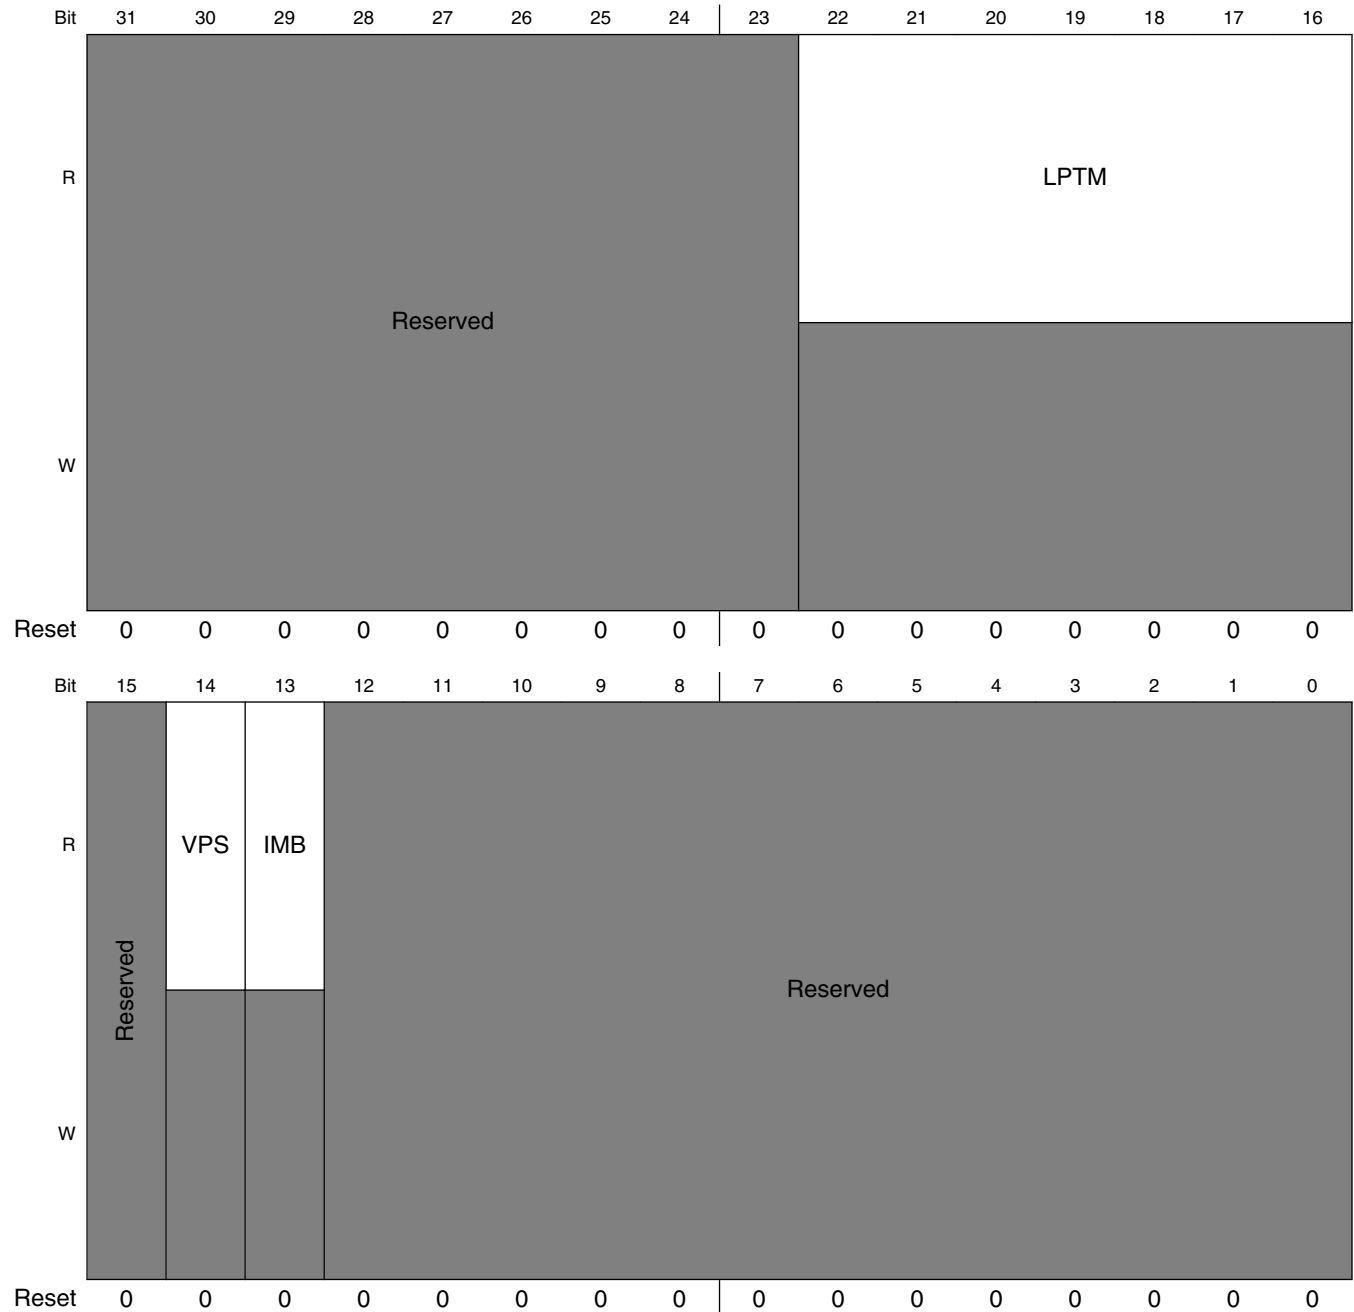 Bit 31 30 29 28 27 26 25 24 23 22 21 20 19 18 17 16
R LPTM
Reserved
W
Reset 0 0 0 0 0 0 0 0 0 0 0 0 0 0 0 0
Bit 15 14 13 12 11 10 9 8 7 6 5 4 3 2 1 0
R VPS IMB
Reserved Reserved
W
Reset 0 0 0 0 0 0 0 0 0 0 0 0 0 0 0 0